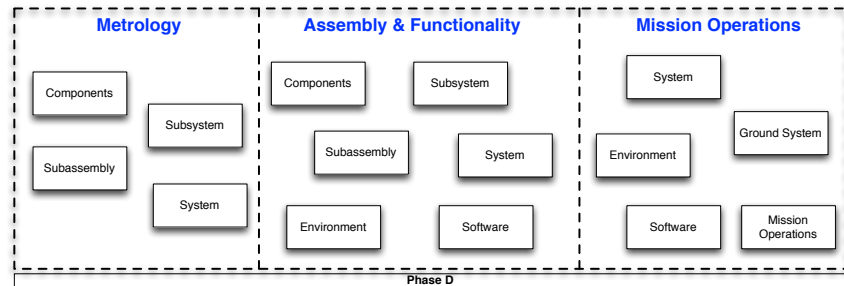 Metrology
Components
Subsystem
Subassembly
System
Assembly & Functionality
Components
Subsystem
Subassembly
System
Environment
Software
Mission Operations
System
Ground System
Environment
Software
Mission
Operations
Phase D